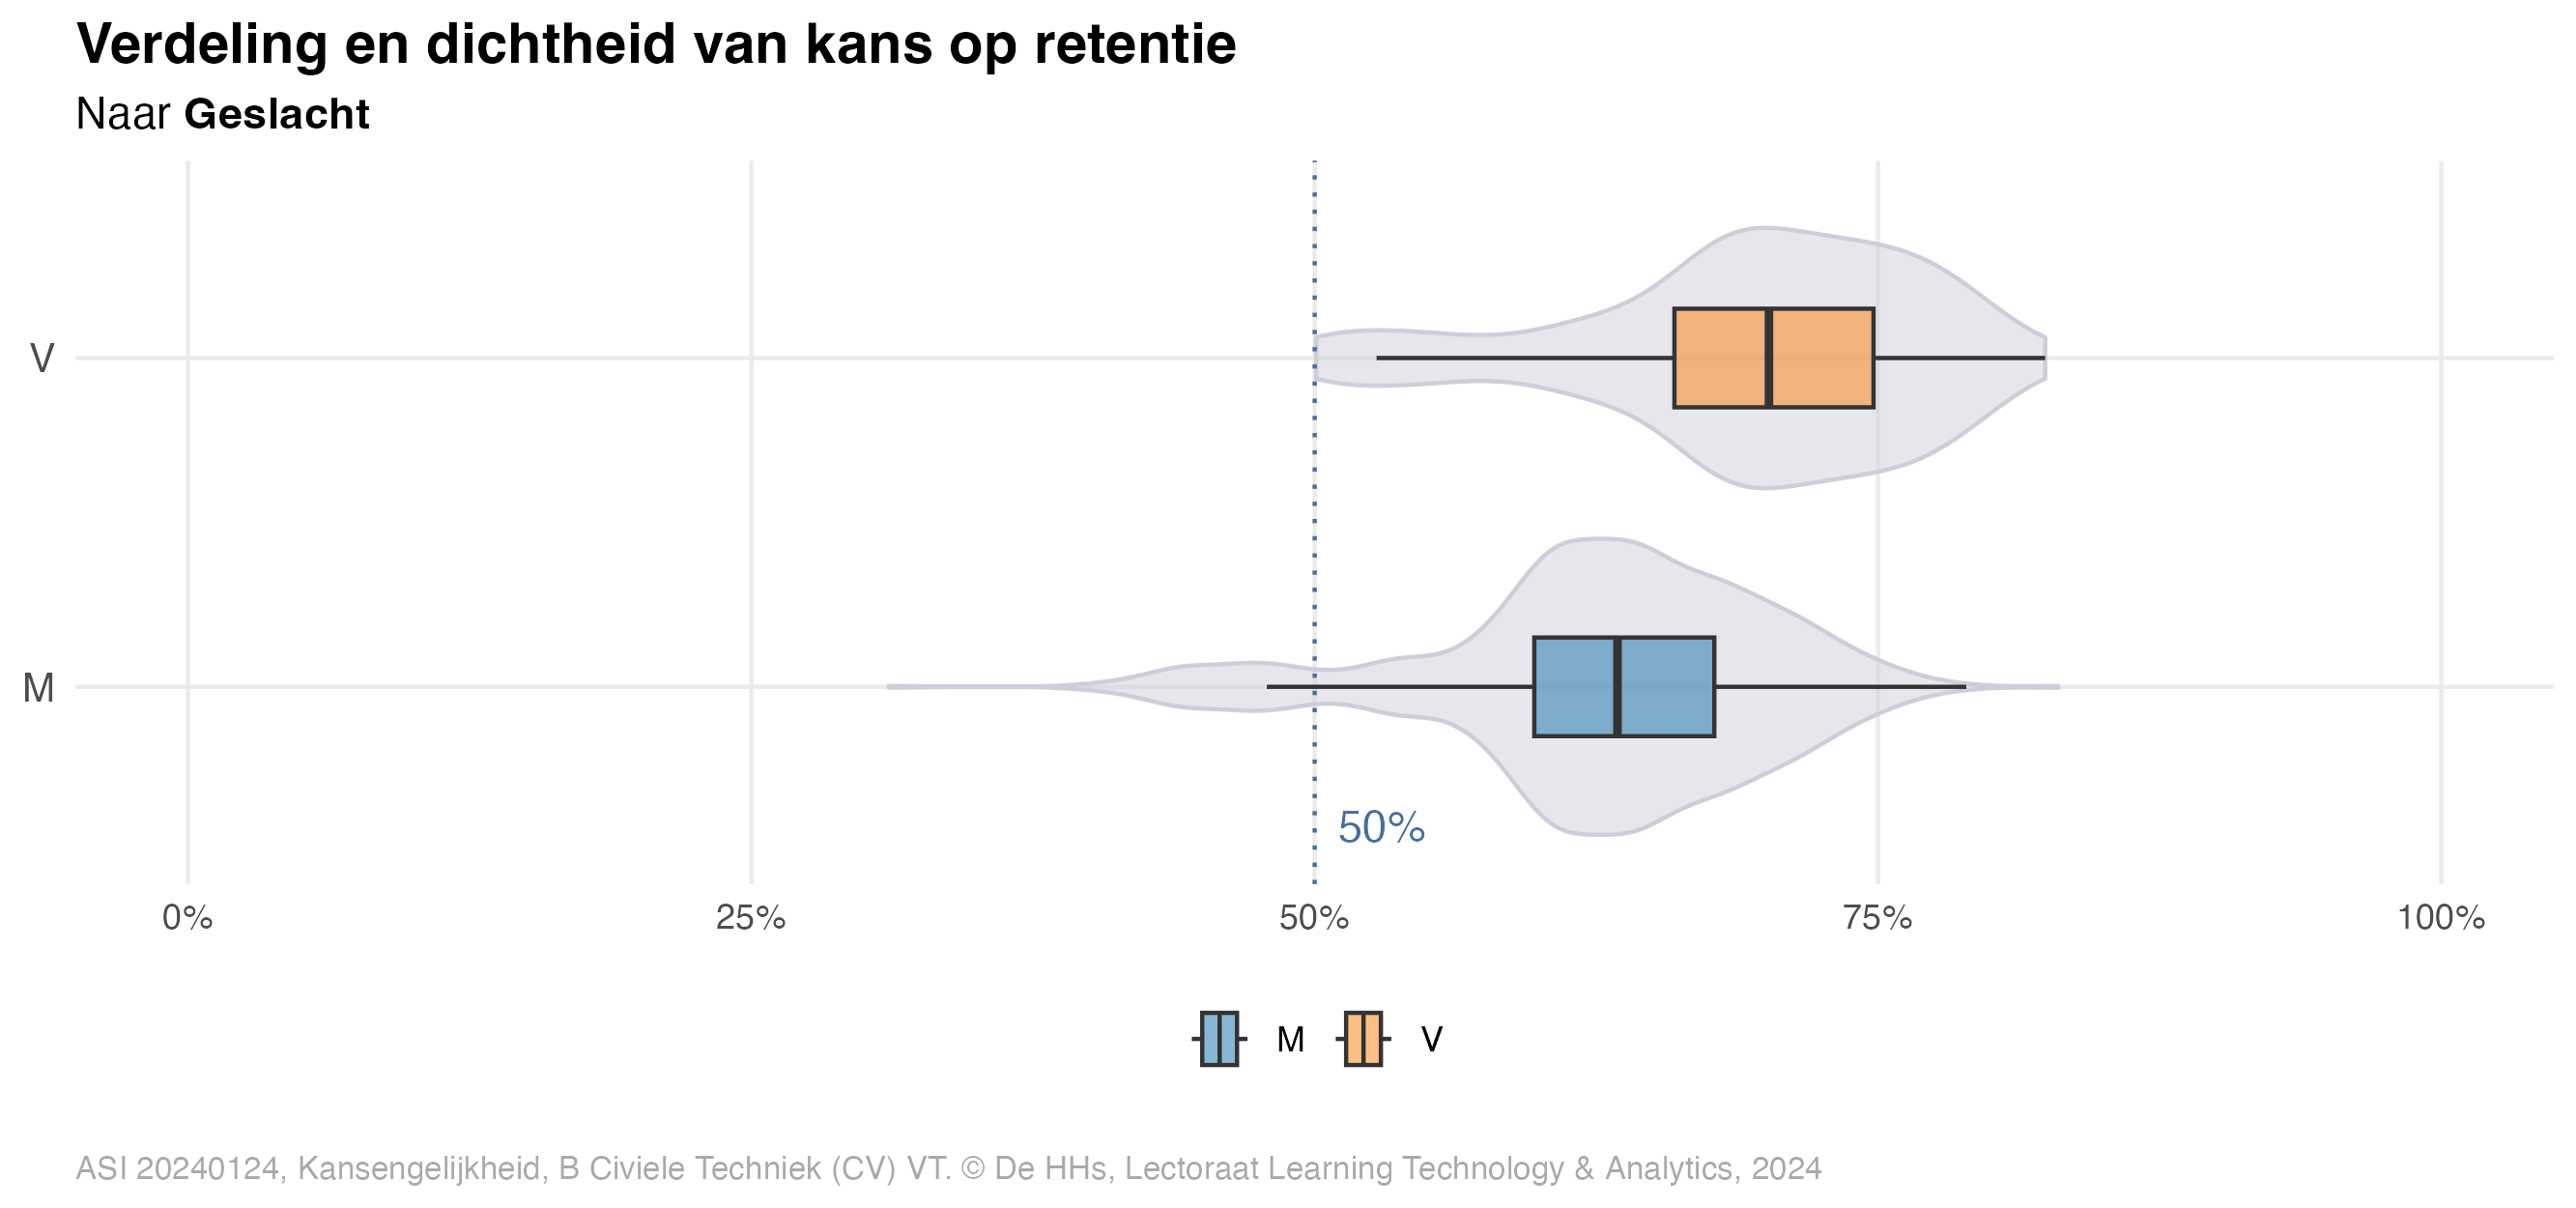 Verdeling en dichtheid van kans op retentie
Naar Geslacht
V
M
50%
0% 25% 50% 75% 100%
M V
ASI 20240124, Kansengelijkheid, B Civiele Techniek (CV) VT. © De HHs, Lectoraat Learning Technology & Analytics, 2024